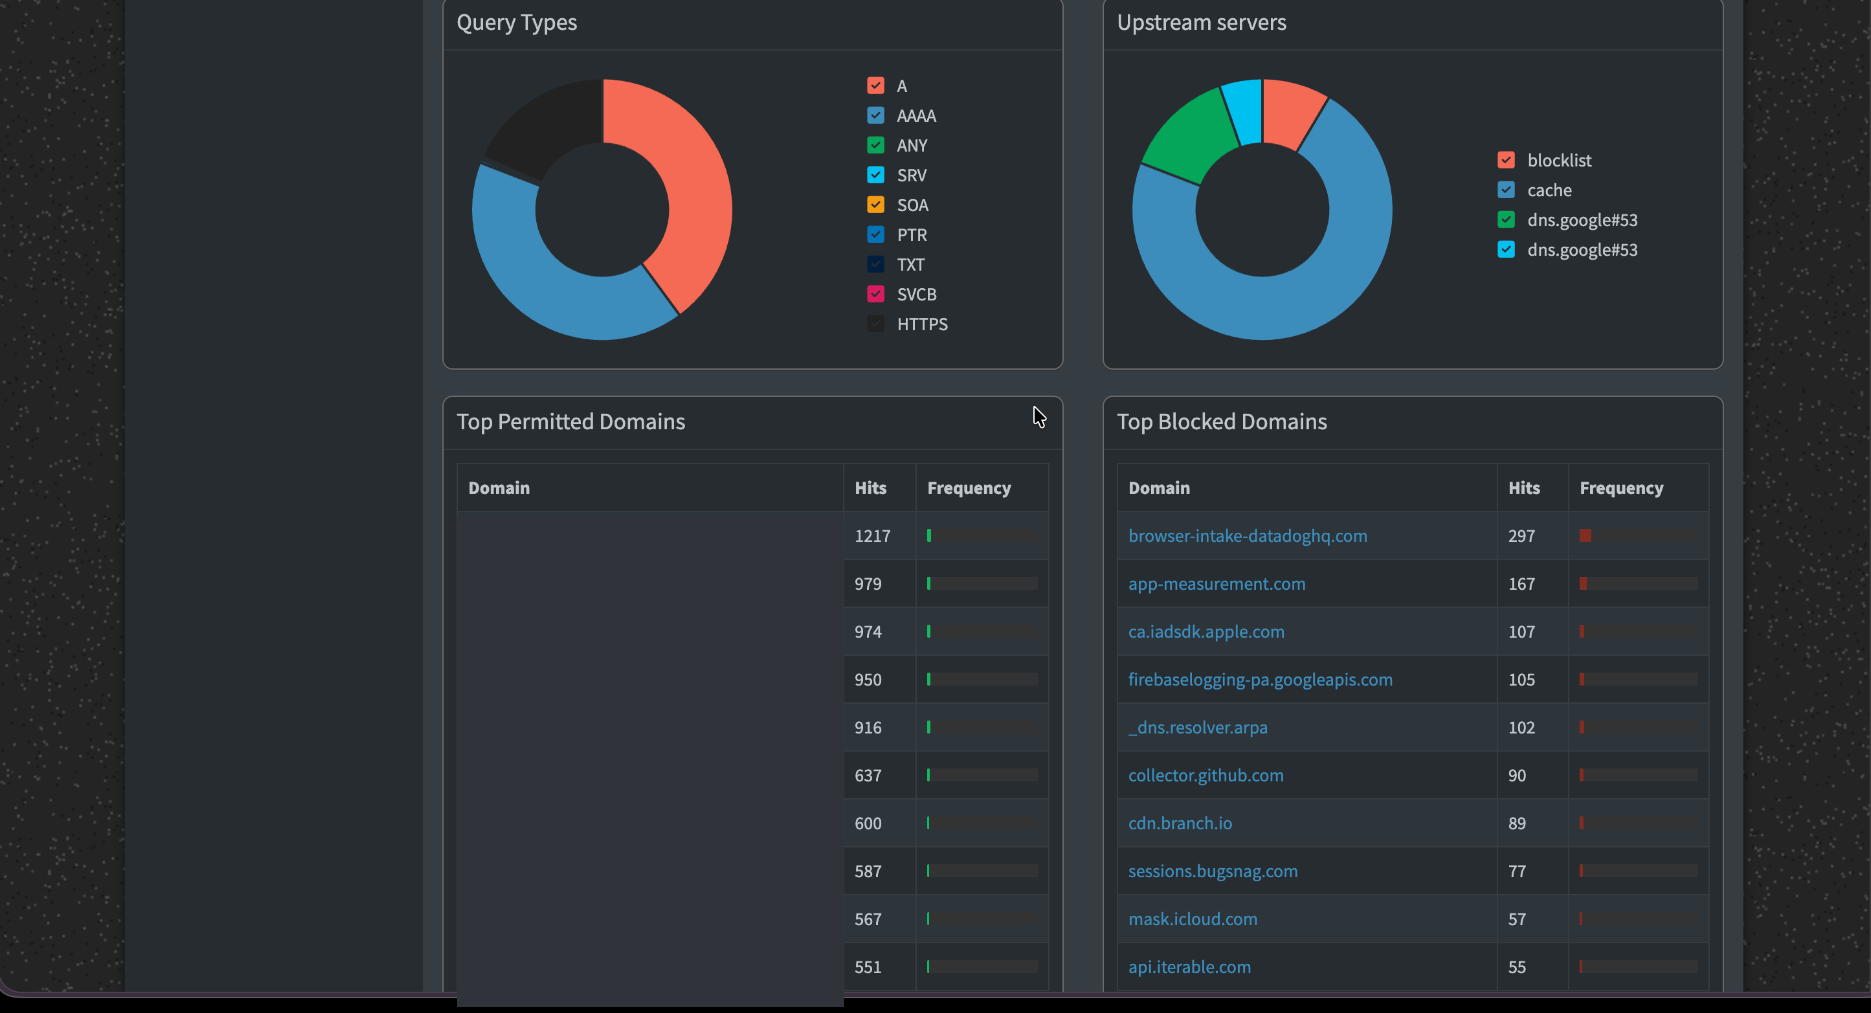 Query Types
A
AAAA
ANY
SRV
SOA
PTR
TXT
SVCB
HTTPS
Upstream servers
blocklist
cache
dns.google#53
dns.google#53
Top Permitted Domains
Domain Hits Frequency
1217
979
974
950
916
637
600
587
567
551
Top Blocked Domains
Domain Hits Frequency
browser-intake-datadoghq.com 297
app-measurement.com 167
ca.iadsdk.apple.com 107
firebaselogging-pa.googleapis.com 105
_dns.resolver.arpa 102
collector.github.com 90
cdn.branch.io 89
sessions.bugsnag.com 77
mask.icloud.com 57
api.iterable.com 55